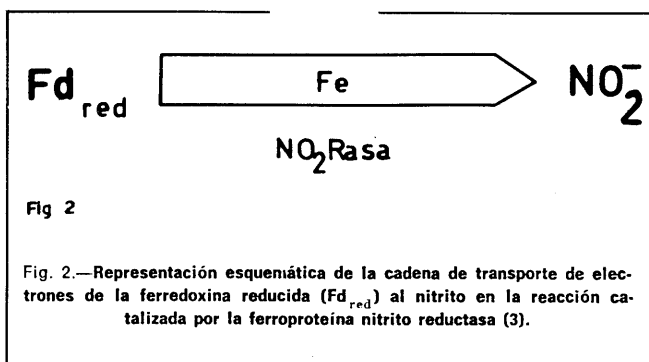 Fd red Fe NO₂⁻
NO₂Rasa
Fig 2
Fig. 2.—Representación esquemática de la cadena de transporte de elec-
trones de la ferredoxina reducida (Fd red) al nitrito en la reacción ca-
talizada por la ferroproteína nitrito reductasa (3).